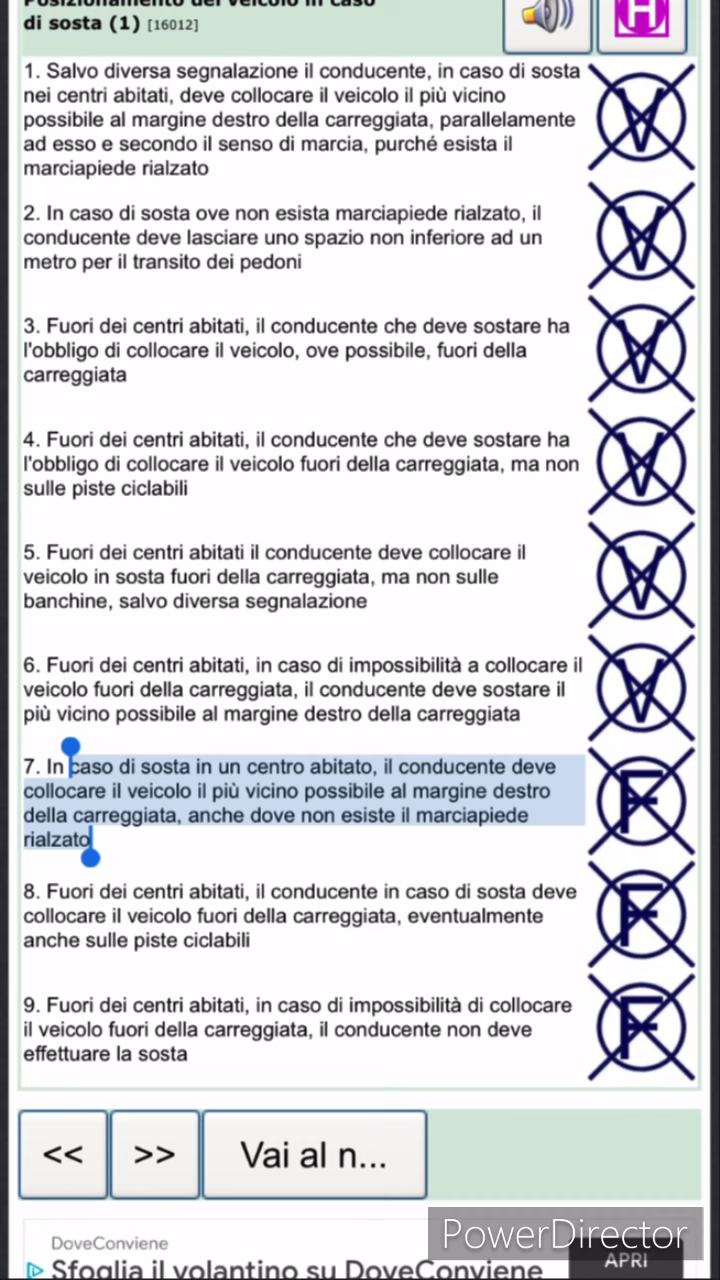 Posizionamento del veicolo in caso
di sosta (1) [16012]
H
1. Salvo diversa segnalazione il conducente, in caso di sosta
nei centri abitati, deve collocare il veicolo il più vicino
possibile al margine destro della carreggiata, parallelamente
ad esso e secondo il senso di marcia, purché esista il
marciapiede rialzato
V
2. In caso di sosta ove non esista marciapiede rialzato, il
conducente deve lasciare uno spazio non inferiore ad un
metro per il transito dei pedoni
V
3. Fuori dei centri abitati, il conducente che deve sostare ha
l'obbligo di collocare il veicolo, ove possibile, fuori della
carreggiata
V
4. Fuori dei centri abitati, il conducente che deve sostare ha
l'obbligo di collocare il veicolo fuori della carreggiata, ma non
sulle piste ciclabili
V
5. Fuori dei centri abitati il conducente deve collocare il
veicolo in sosta fuori della carreggiata, ma non sulle
banchine, salvo diversa segnalazione
V
6. Fuori dei centri abitati, in caso di impossibilità a collocare il
veicolo fuori della carreggiata, il conducente deve sostare il
più vicino possibile al margine destro della carreggiata
V
7. In caso di sosta in un centro abitato, il conducente deve
collocare il veicolo il più vicino possibile al margine destro
della carreggiata, anche dove non esiste il marciapiede
rialzato
F
8. Fuori dei centri abitati, il conducente in caso di sosta deve
collocare il veicolo fuori della carreggiata, eventualmente
anche sulle piste ciclabili
F
9. Fuori dei centri abitati, in caso di impossibilità di collocare
il veicolo fuori della carreggiata, il conducente non deve
effettuare la sosta
F
<< >> Vai al n...
PowerDirector
DoveConviene
Sfoglia il volantino su DoveConviene
APRI